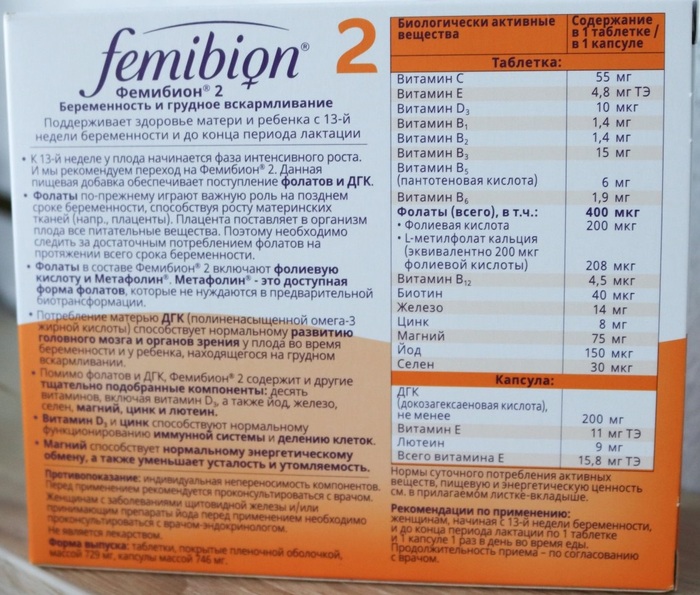 femibion® 2
Фемибион® 2
Беременность и грудное вскармливание
Поддерживает здоровье матери и ребенка с 13-й
недели беременности и до конца периода лактации
• К 13-й неделе у плода начинается фаза интенсивного роста.
И мы рекомендуем переход на Фемибион® 2. Данная
пищевая добавка обеспечивает поступление фолатов и ДГК.
• Фолаты по-прежнему играют важную роль на позднем
сроке беременности, способствуя росту материнских
тканей (напр., плаценты). Плацента поставляет в организм
плода все питательные вещества. Поэтому необходимо
следить за достаточным потреблением фолатов на
протяжении всего срока беременности.
• Фолаты в составе Фемибион® 2 включают фолиевую
кислоту и Метафолин®. Метафолин® - это доступная
форма фолатов, которые не нуждаются в предварительной
биотрансформации.
• Потребление матерью ДГК (полиненасыщенной омега-3
жирной кислоты) способствует нормальному развитию
головного мозга и органов зрения у плода во время
беременности и у ребенка, находящегося на грудном
вскармливании.
• Помимо фолатов и ДГК, Фемибион® 2 содержит и другие
тщательно подобранные компоненты: десять
витаминов, включая витамин D₃, а также йод, железо,
селен, магний, цинк и лютеин.
• Витамин D₃ и цинк способствуют нормальному
функционированию иммунной системы и делению клеток.
• Магний способствует нормальному энергетическому
обмену, а также уменьшает усталость и утомляемость.
Противопоказание: индивидуальная непереносимость компонентов.
Перед применением рекомендуется проконсультироваться с врачом.
Женщинам с заболеваниями щитовидной железы и/или
принимающим препараты йода перед применением необходимо
проконсультироваться с врачом-эндокринологом.
Не является лекарством.
Форма выпуска: таблетки, покрытые пленочной оболочкой,
массой 729 мг, капсулы массой 746 мг.
Биологически активные вещества Содержание
в 1 таблетке /
в 1 капсуле
Таблетка:
Витамин C 55 мг
Витамин E 4,8 мг ТЭ
Витамин D₃ 10 мкг
Витамин B₁ 1,4 мг
Витамин B₂ 1,4 мг
Витамин B₃ 15 мг
Витамин B₅
(пантотеновая кислота) 6 мг
Витамин B₆ 1,9 мг
Фолаты (всего), в т.ч.: 400 мкг
• Фолиевая кислота 200 мкг
• L-метилфолат кальция
(эквивалентно 200 мкг
фолиевой кислоты) 208 мкг
Витамин B₁₂ 4,5 мкг
Биотин 40 мкг
Железо 14 мг
Цинк 8 мг
Магний 75 мг
Йод 150 мкг
Селен 30 мкг
Капсула:
ДГК
(докозагексаеновая кислота),
не менее 200 мг
Витамин E 11 мг ТЭ
Лютеин 9 мг
Всего витамина E 15,8 мг ТЭ
Нормы суточного потребления активных
веществ, пищевую и энергетическую ценность
см. в прилагаемом листке-вкладыше.
Рекомендации по применению:
женщинам, начиная с 13-й недели беременности,
и до конца периода лактации по 1 таблетке
и 1 капсуле 1 раз в день во время еды.
Продолжительность приема – по согласованию
с врачом.